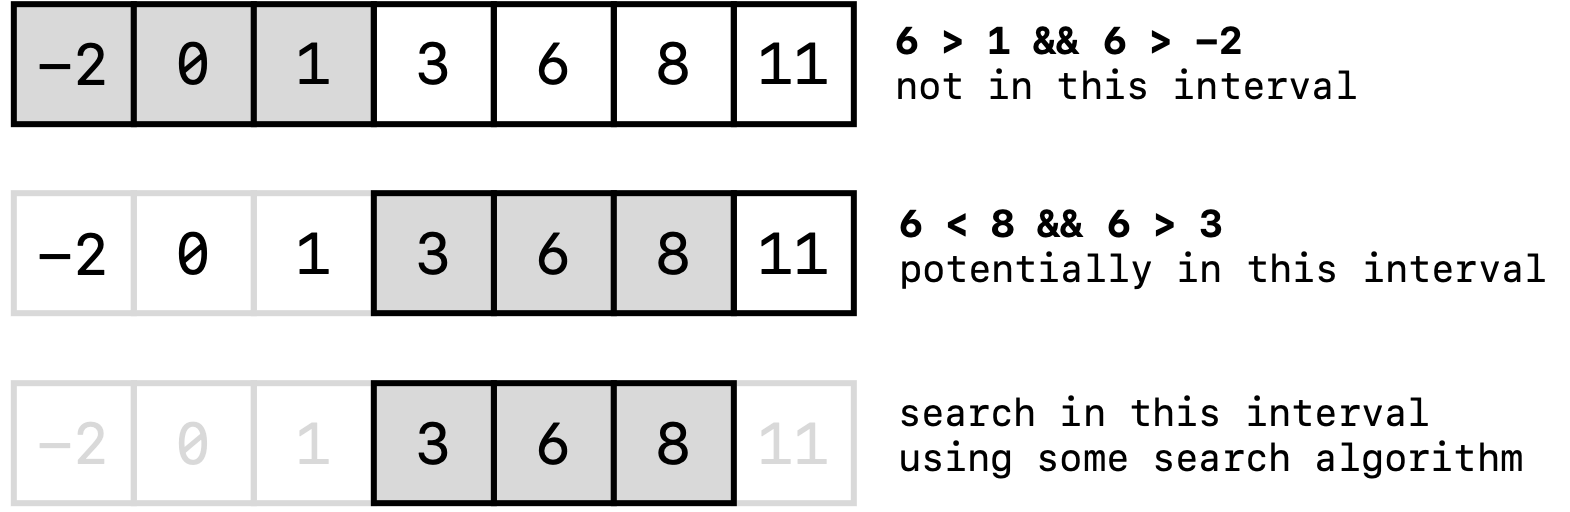 −2 0 1 3 6 8 11
6 > 1 && 6 > −2
not in this interval
−2 0 1 3 6 8 11
6 < 8 && 6 > 3
potentially in this interval
−2 0 1 3 6 8 11
search in this interval
using some search algorithm